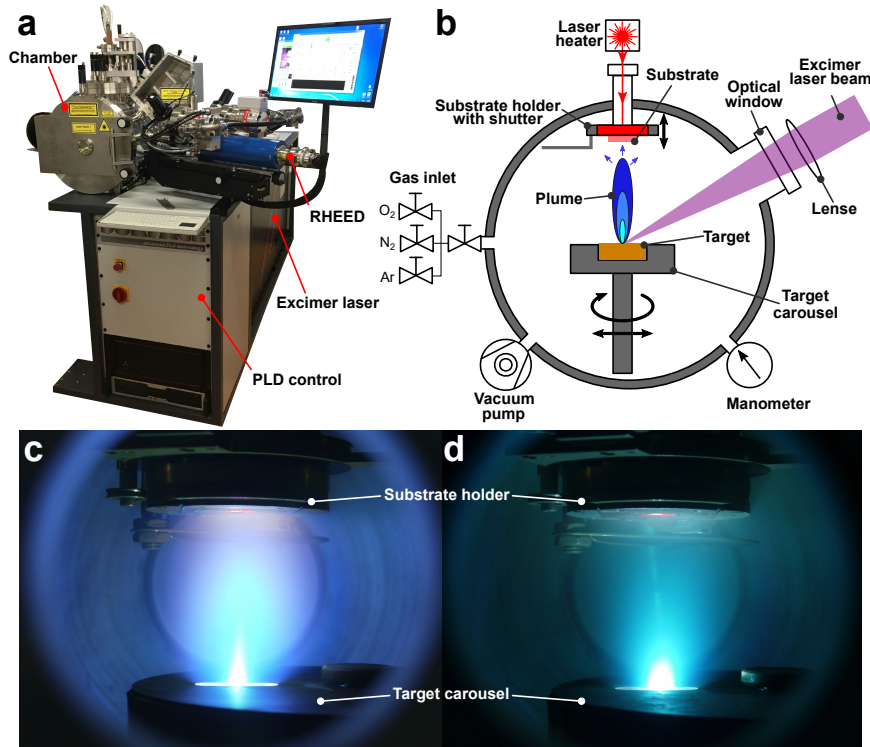 a
Chamber
RHEED
Excimer laser
PLD control
b
Laser
heater
Substrate
Substrate holder
with shutter
Optical
window
Excimer
laser beam
Lense
Gas inlet
O₂
N₂
Ar
Plume
Target
Target
carousel
Vacuum
pump
Manometer
c
d
Substrate holder
Target carousel